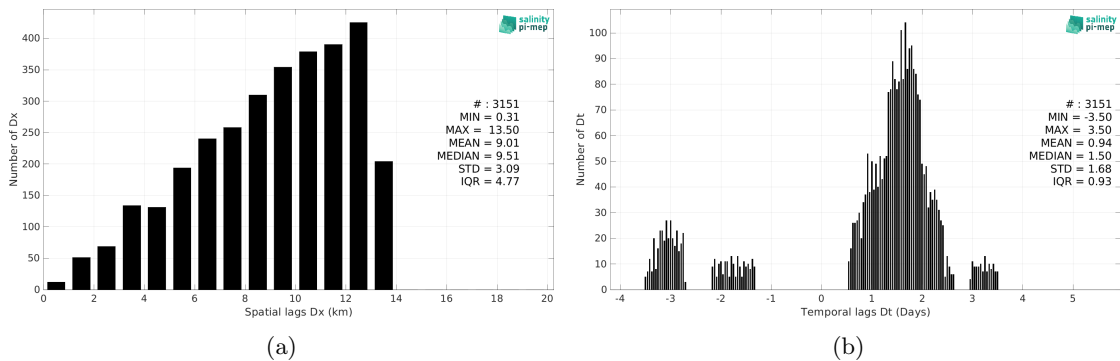 Number of Dx
400
350
300
250
200
150
100
50
0
0 2 4 6 8 10 12 14 16 18 20
Spatial lags Dx (km)
salinity
pi-mep
# : 3151
MIN = 0.31
MAX = 13.50
MEAN = 9.01
MEDIAN = 9.51
STD = 3.09
IQR = 4.77
(a)
Number of Dt
100
90
80
70
60
50
40
30
20
10
0
-4 -3 -2 -1 0 1 2 3 4 5
Temporal lags Dt (Days)
salinity
pi-mep
# : 3151
MIN = -3.50
MAX = 3.50
MEAN = 0.94
MEDIAN = 1.50
STD = 1.68
IQR = 0.93
(b)